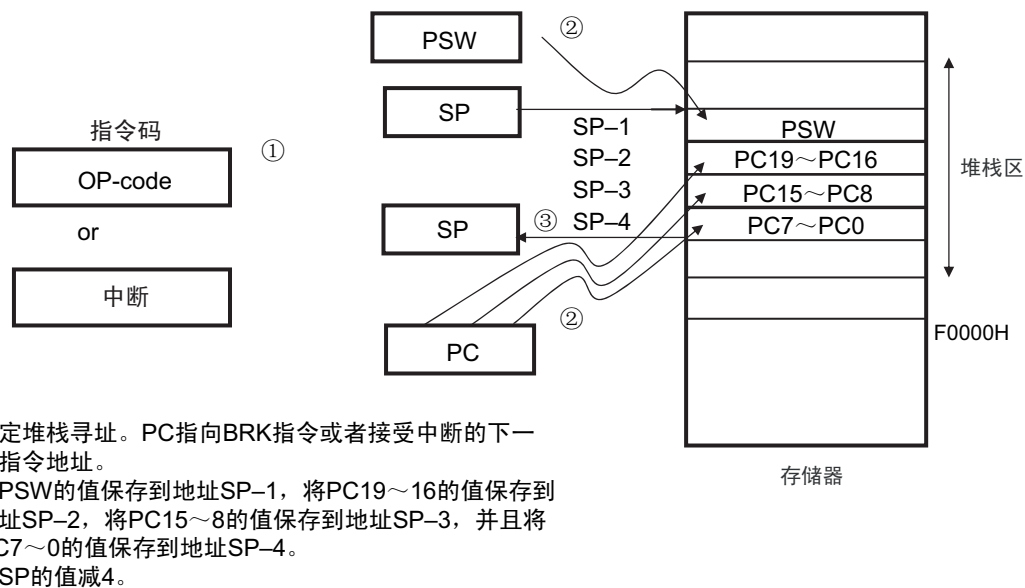 PSW
②
SP
SP–1
PSW
指令码
①
SP–2
PC19～PC16
堆栈区
OP-code
SP–3
PC15～PC8
or
SP
③
SP–4
PC7～PC0
中断
②
F0000H
PC
存储器
定堆栈寻址。PC指向BRK指令或者接受中断的下一
指令地址。
PSW的值保存到地址SP–1，将PC19～16的值保存到
址SP–2，将PC15～8的值保存到地址SP–3，并且将
C7～0的值保存到地址SP–4。
SP的值减4。